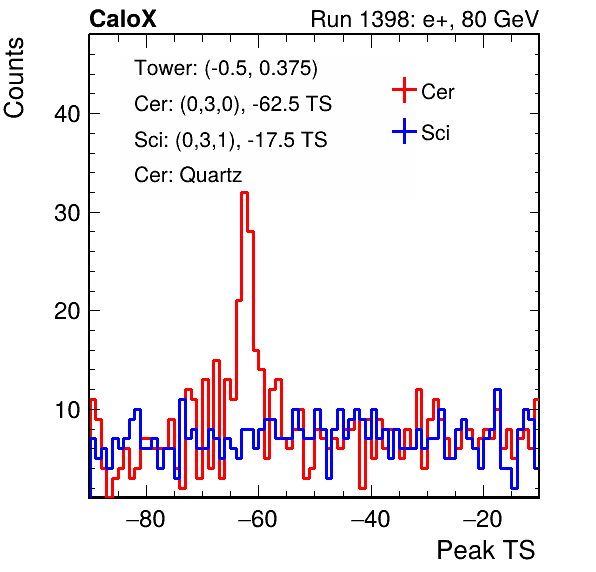 CaloX Run 1398: e+, 80 GeV
Counts
Tower: (-0.5, 0.375)
Cer: (0,3,0), -62.5 TS
Sci: (0,3,1), -17.5 TS
Cer: Quartz
Cer
Sci
40
30
20
10
−80 −60 −40 −20
Peak TS